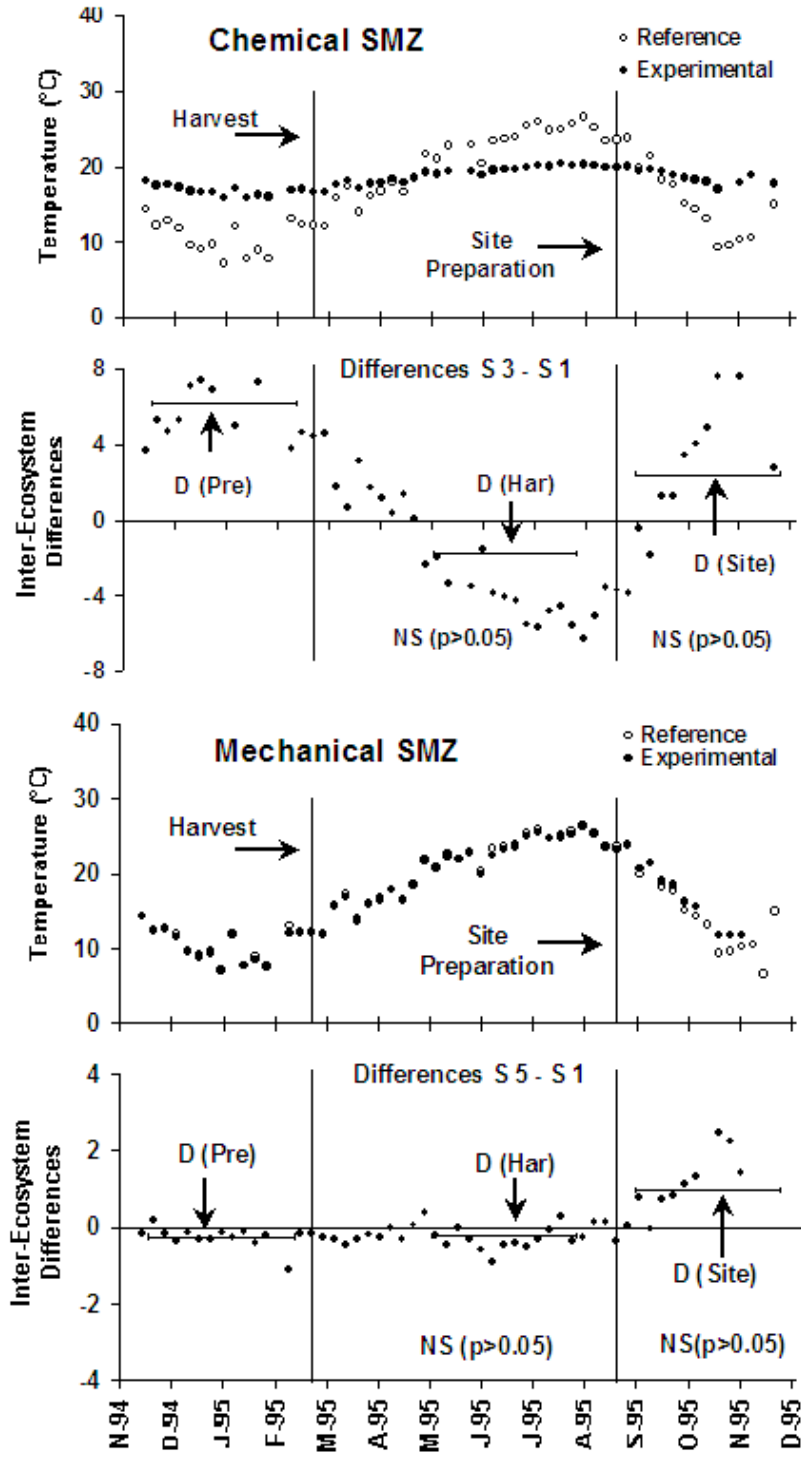 40
Chemical SMZ
Reference
Experimental
30
Harvest
20
Temperature (°C)
10
Site
Preparation
0
8
Differences S 3 - S 1
4
D (Pre)
D (Har)
0
Inter-Ecosystem
Differences
D (Site)
-4
NS (p>0.05)
NS (p>0.05)
-8
40
Mechanical SMZ
Reference
Experimental
30
Harvest
20
Temperature (°C)
10
Site
Preparation
0
4
Differences S 5 - S 1
2
D (Pre)
D (Har)
0
Inter-Ecosystem
Differences
D (Site)
-2
NS (p>0.05)
NS(p>0.05)
-4
N-94
D-94
J-95
F-95
M-95
A-95
M-95
J-95
J-95
A-95
S-95
O-95
N-95
D-95